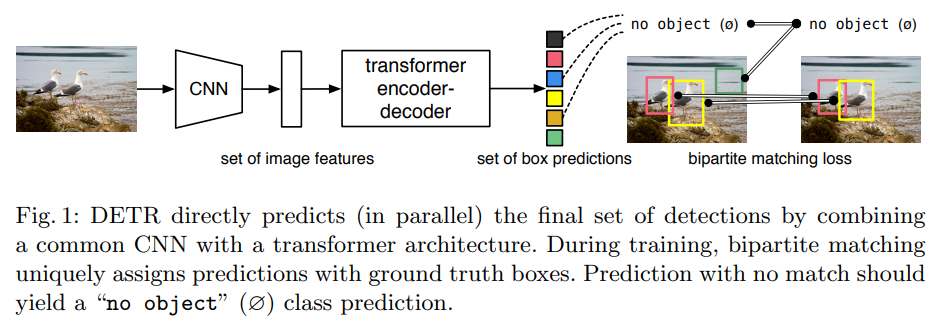 no object (ø) no object (ø)
CNN
transformer
encoder-
decoder
set of image features
set of box predictions
bipartite matching loss
Fig. 1: DETR directly predicts (in parallel) the final set of detections by combining
a common CNN with a transformer architecture. During training, bipartite matching
uniquely assigns predictions with ground truth boxes. Prediction with no match should
yield a “no object” (∅) class prediction.